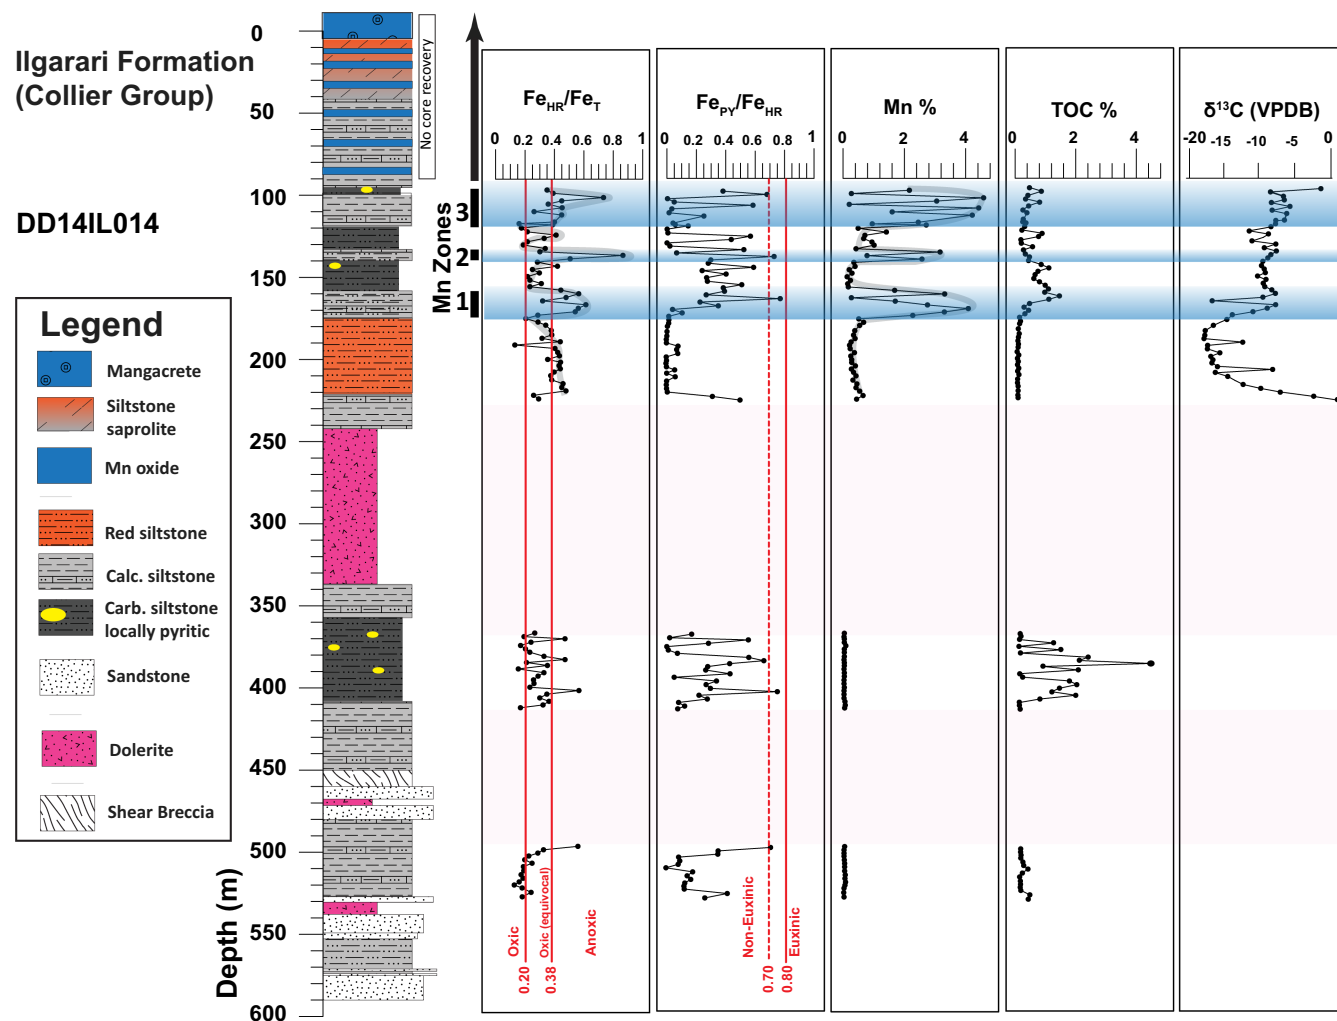 Ilgarari Formation
(Collier Group)
DD14IL014
Legend
Mangacrete
Siltstone
saprolite
Mn oxide
Red siltstone
Calc. siltstone
Carb. siltstone
locally pyritic
Sandstone
Dolerite
Shear Breccia
Depth (m)
0
50
100
150
200
250
300
350
400
450
500
550
600
No core recovery
Mn Zones
3
2
1
FeHR/FeT
0 0.2 0.4 0.6 0.8 1
Oxic
Oxic (equivocal)
Anoxic
0.20
0.38
FePY/FeHR
0 0.2 0.4 0.6 0.8 1
Non-Euxinic
Euxinic
0.70
0.80
Mn %
0 2 4
TOC %
0 2 4
δ¹³C (VPDB)
-20 -15 -10 -5 0